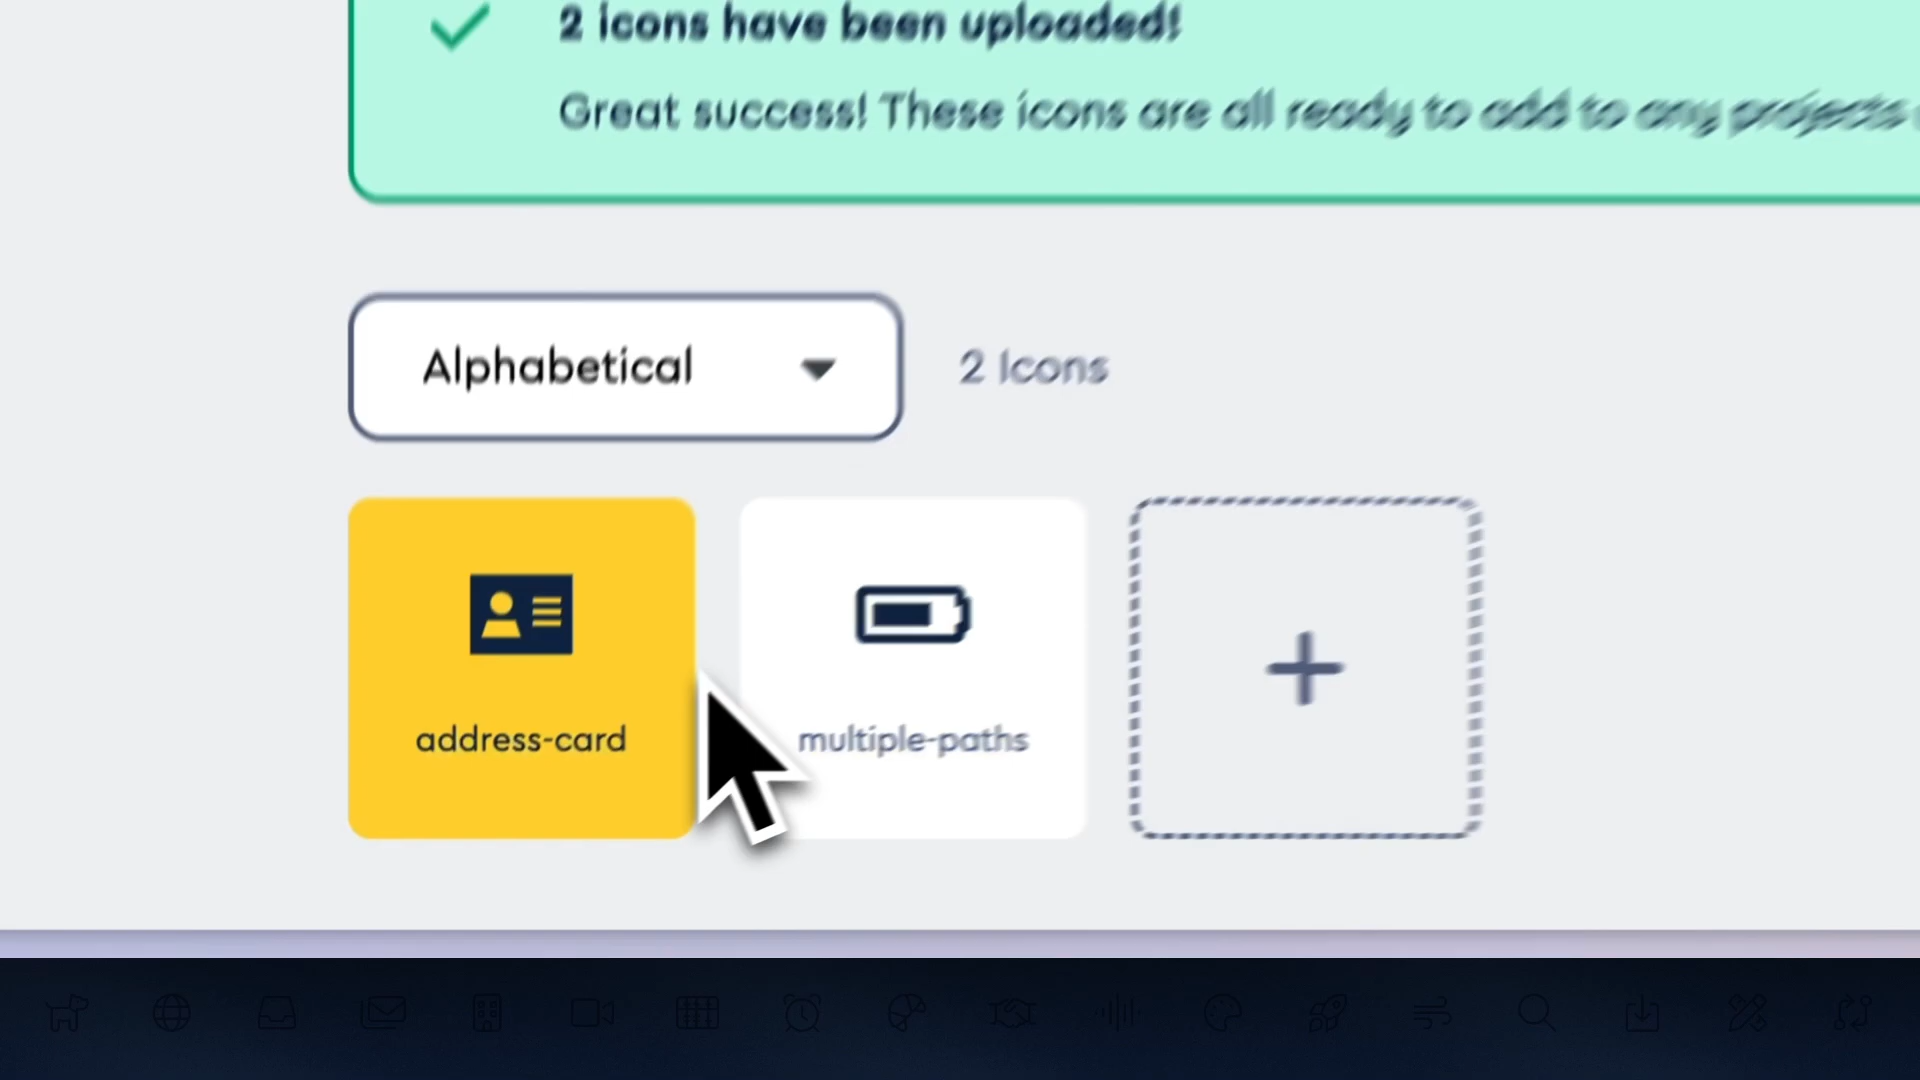 2 icons have been uploaded!
Great success! These icons are all ready to add to any projects
Alphabetical
2 Icons
address-card
multiple-paths